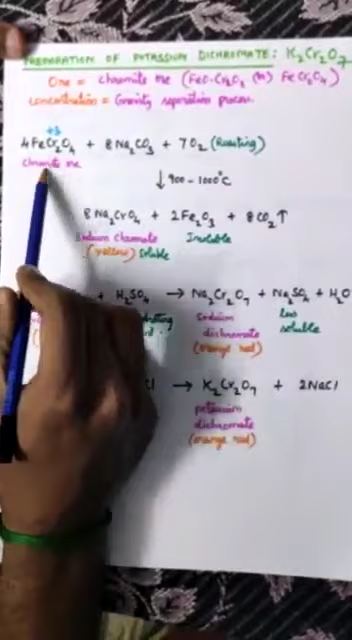 PREPARATION OF POTASSIUM DICHROMATE: K2Cr2O7
Ore = chromite ore (FeO.Cr2O3 (or) FeCr2O4)
Concentration = Gravity separation process.
+3
4FeCr2O4 + 8Na2CO3 + 7O2 (Roasting)
chromite ore
↓ 900-1000°C
8Na2CrO4 + 2Fe2O3 + 8CO2↑
Sodium chromate Insoluble
(yellow) Soluble
+ H2SO4 → Na2Cr2O7 + Na2SO4 + H2O
Sodium less
dichromate soluble
(orange red)
→ K2Cr2O7 + 2NaCl
potassium
dichromate
(orange red)